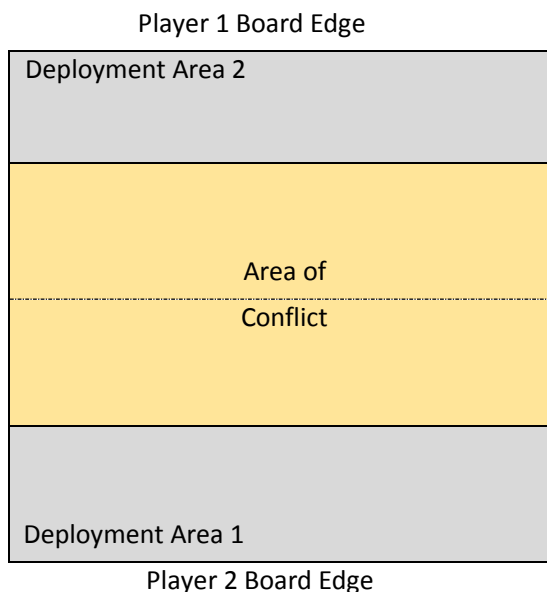 Player 1 Board Edge
Deployment Area 2
Area of
Conflict
Deployment Area 1
Player 2 Board Edge